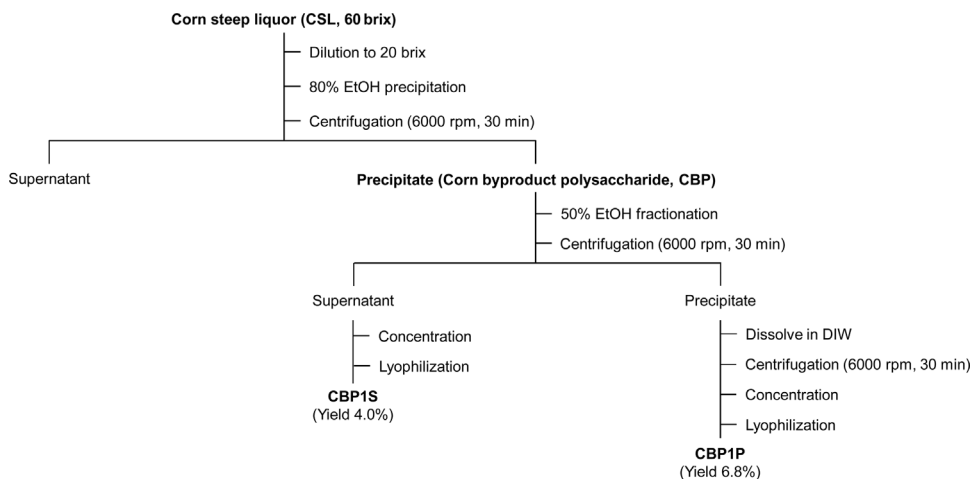 Corn steep liquor (CSL, 60 brix)
Dilution to 20 brix
80% EtOH precipitation
Centrifugation (6000 rpm, 30 min)
Supernatant
Precipitate (Corn byproduct polysaccharide, CBP)
50% EtOH fractionation
Centrifugation (6000 rpm, 30 min)
Supernatant
Concentration
Lyophilization
CBP1S
(Yield 4.0%)
Precipitate
Dissolve in DIW
Centrifugation (6000 rpm, 30 min)
Concentration
Lyophilization
CBP1P
(Yield 6.8%)